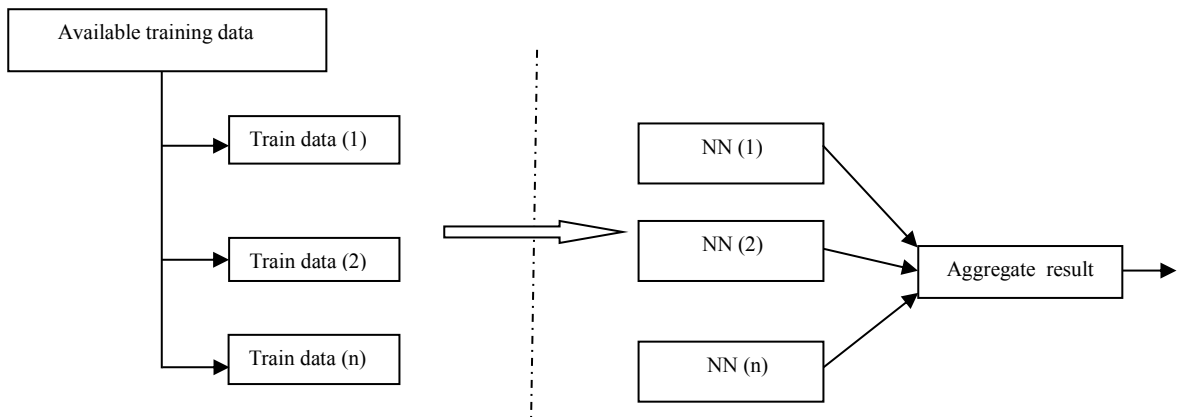 Available training data
Train data (1)
Train data (2)
Train data (n)
NN (1)
NN (2)
NN (n)
Aggregate result